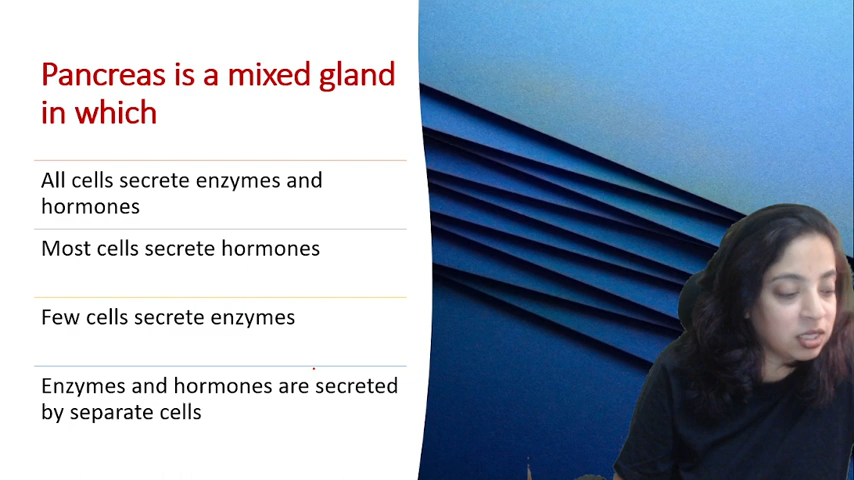 Pancreas is a mixed gland
in which
All cells secrete enzymes and
hormones
Most cells secrete hormones
Few cells secrete enzymes
Enzymes and hormones are secreted
by separate cells